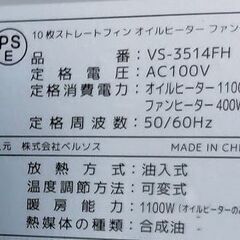 PS
E
10枚ストレートフィン オイルヒーター ファン
品 番：VS-3514FH
定格電圧：AC100V
定格消費電力：オイルヒーター1100
ファンヒーター400W
定格周波数：50/60Hz
元 株式会社ベルソス MADE IN CHI
放熱方式：油入式
温度調節方法：可変式
暖房能力：1100W(オイルヒーターのみ
熱媒体の種類：合成油